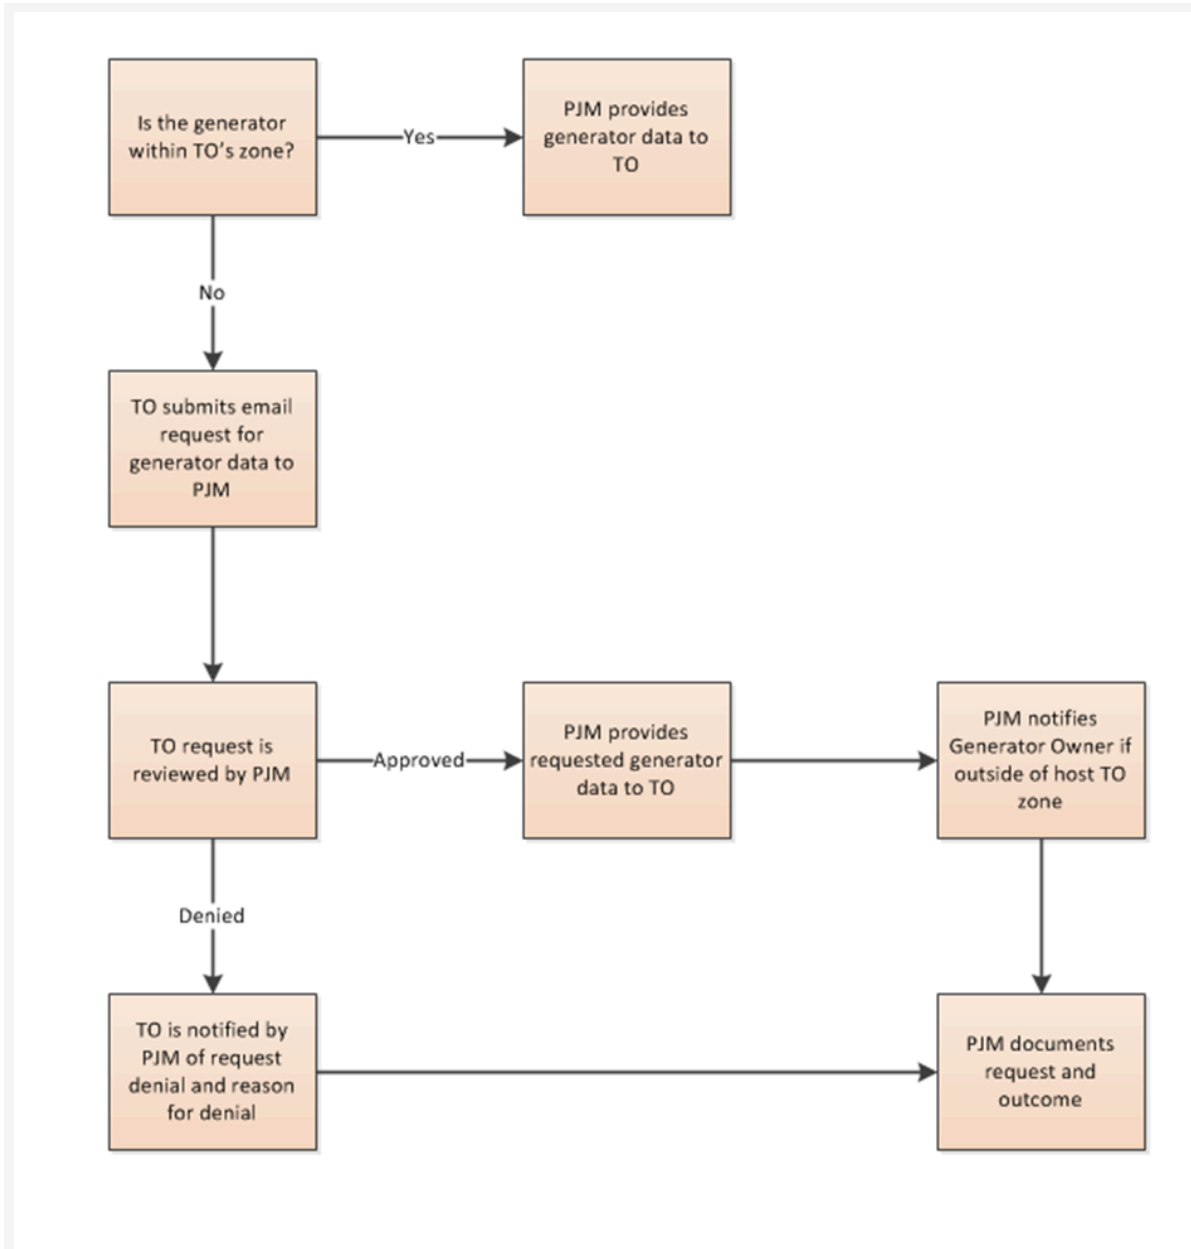 Is the generator
within TO's zone?
Yes
PJM provides
generator data to
TO
No
TO submits email
request for
generator data to
PJM
TO request is
reviewed by PJM
Approved
PJM provides
requested generator
data to TO
PJM notifies
Generator Owner if
outside of host TO
zone
Denied
TO is notified by
PJM of request
denial and reason
for denial
PJM documents
request and
outcome